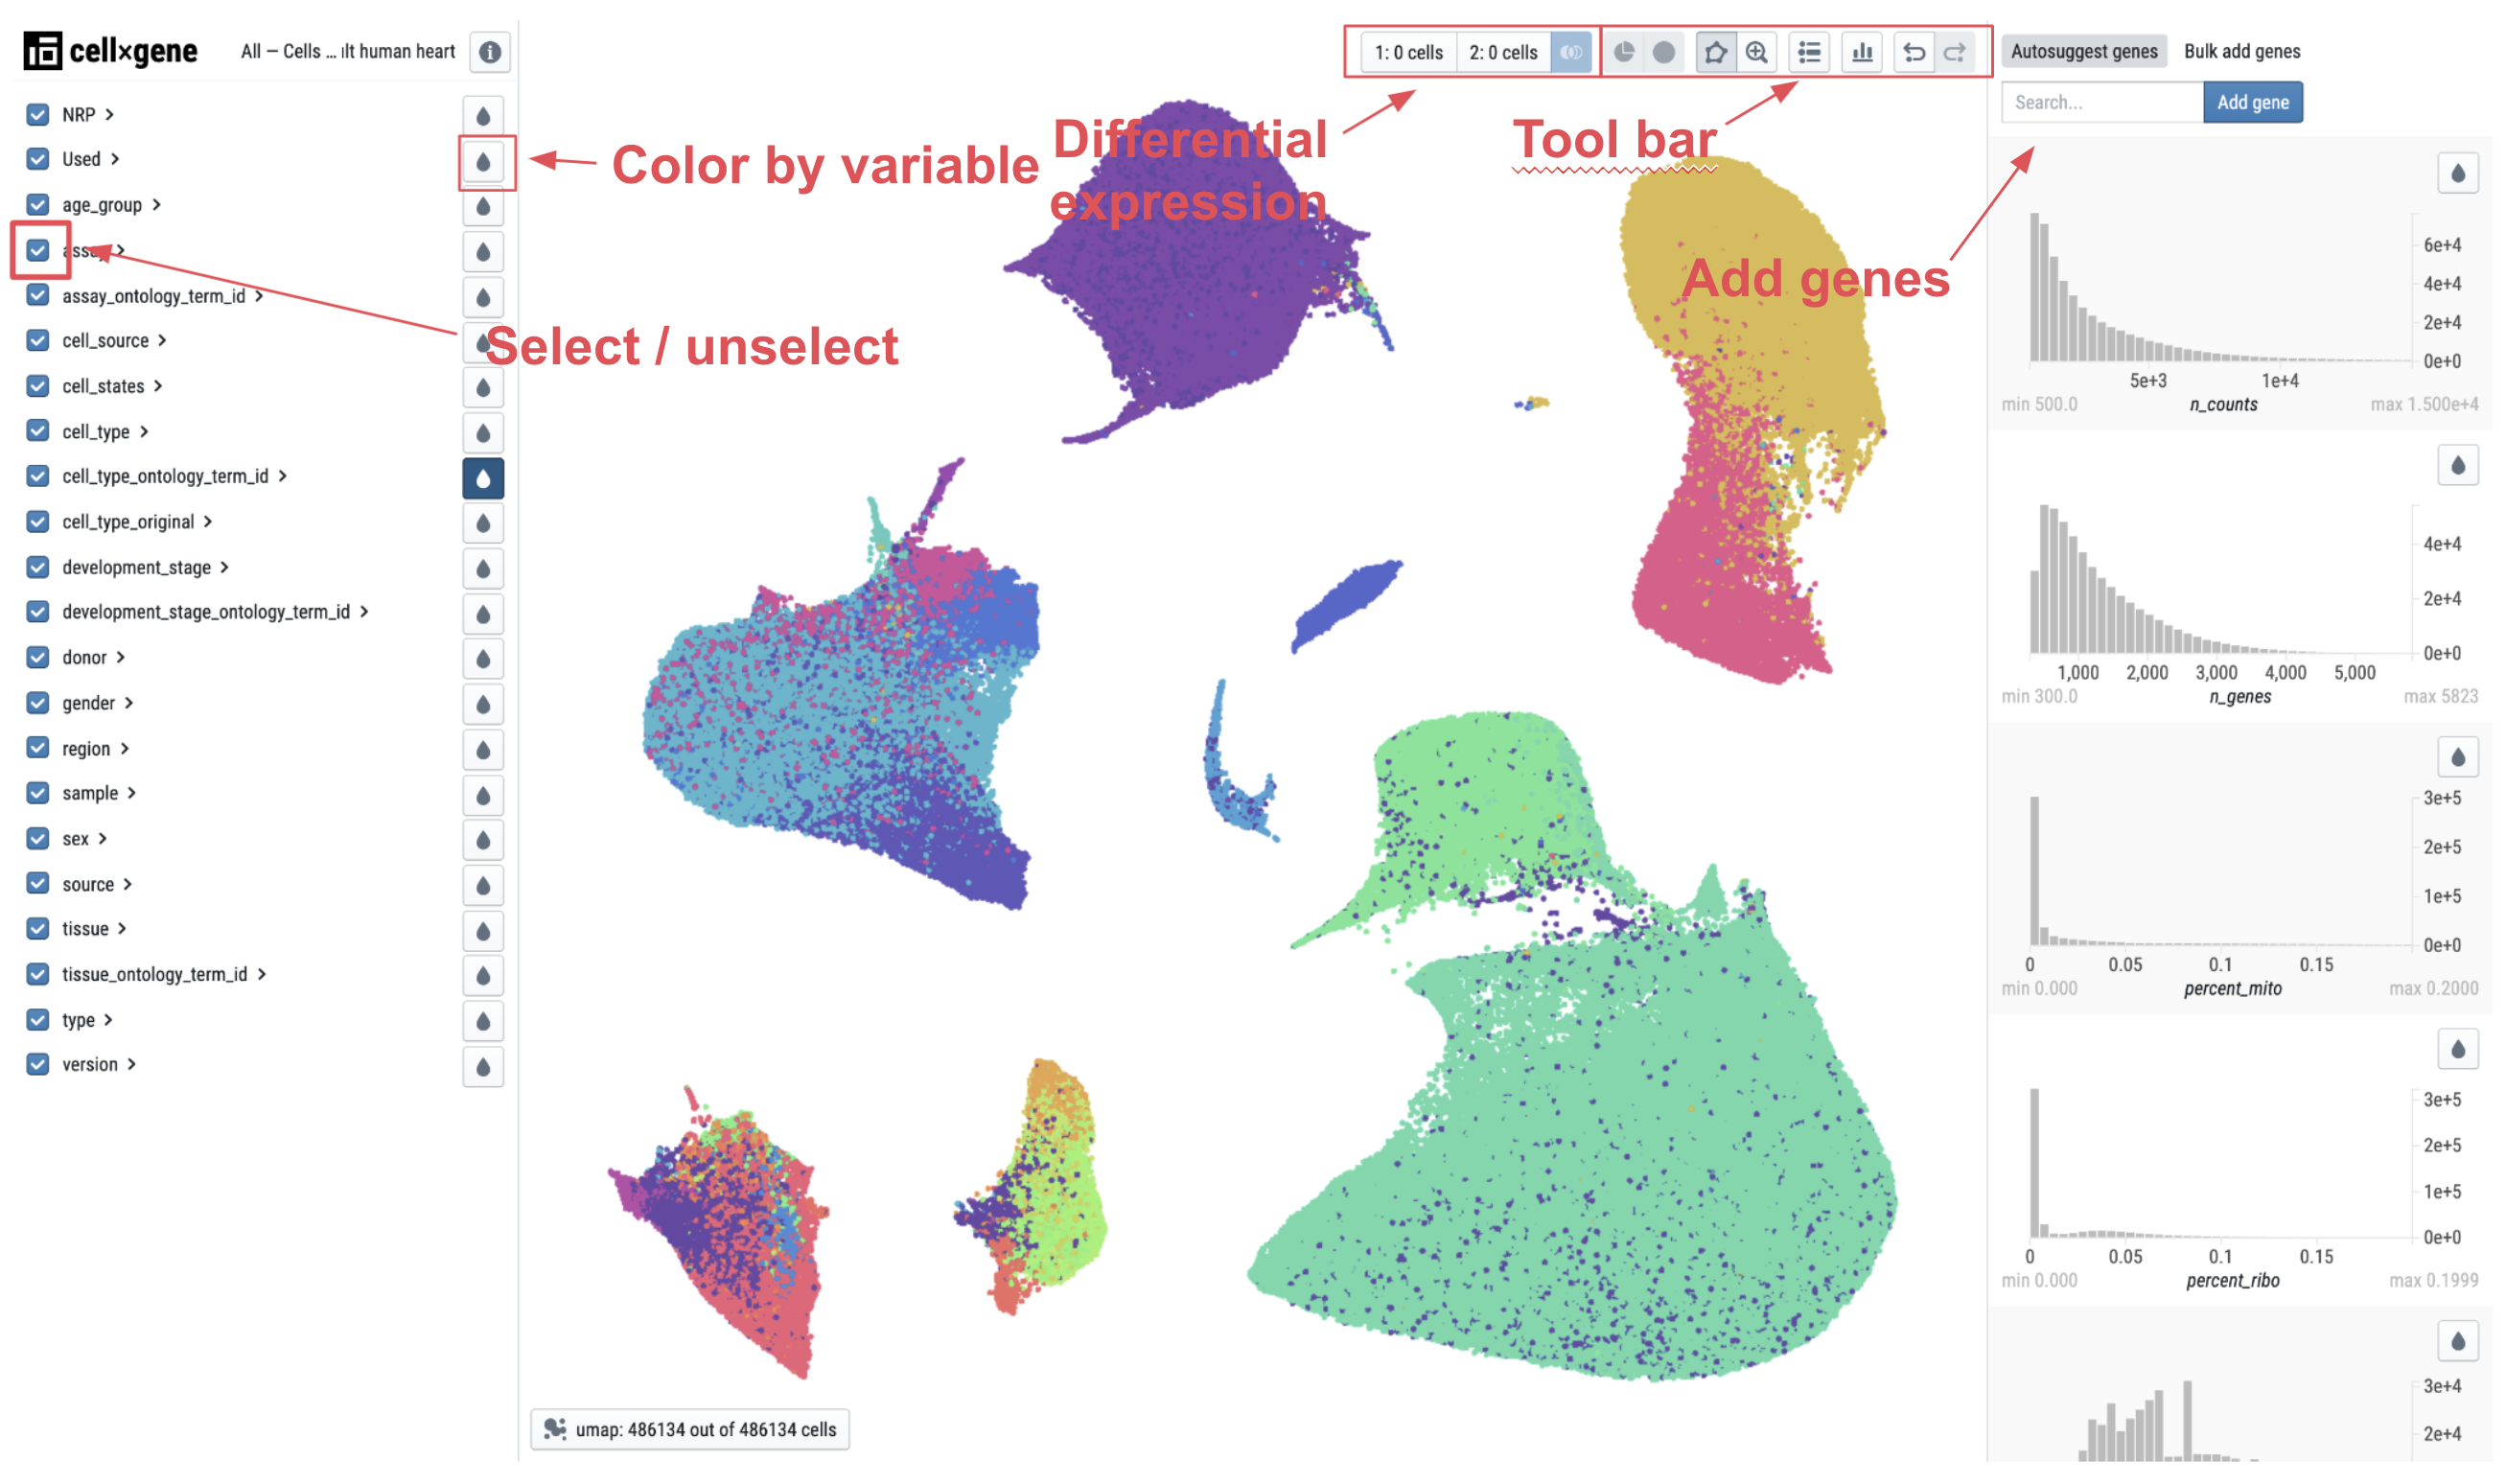 cellxgene
All – Cells ... ılt human heart
1: 0 cells
2: 0 cells
Autosuggest genes
Bulk add genes
Search...
Add gene
NRP
Used
age_group
assay_ontology_term_id
cell_source
cell_states
cell_type
cell_type_ontology_term_id
cell_type_original
development_stage
development_stage_ontology_term_id
donor
gender
region
sample
sex
source
tissue
tissue_ontology_term_id
type
version
Color by variable
Differential
expression
Tool bar
Add genes
Select / unselect
umap: 486134 out of 486134 cells
6e+4
4e+4
2e+4
0e+0
5e+3
1e+4
min 500.0
n_counts
max 1.500e+4
4e+4
2e+4
0e+0
1,000
2,000
3,000
4,000
5,000
min 300.0
n_genes
max 5823
3e+5
2e+5
1e+5
0e+0
0
0.05
0.1
0.15
min 0.000
percent_mito
max 0.2000
3e+5
2e+5
1e+5
0e+0
0
0.05
0.1
0.15
min 0.000
percent_ribo
max 0.1999
3e+4
2e+4